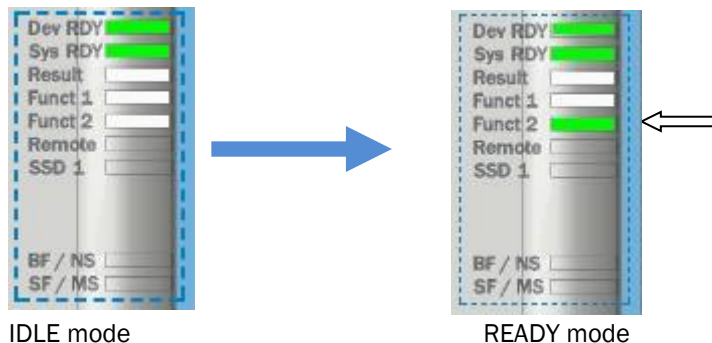 Dev RDY
Sys RDY
Result
Funct 1
Funct 2
Remote
SSD 1
BF / NS
SF / MS
IDLE mode
Dev RDY
Sys RDY
Result
Funct 1
Funct 2
Remote
SSD 1
BF / NS
SF / MS
READY mode